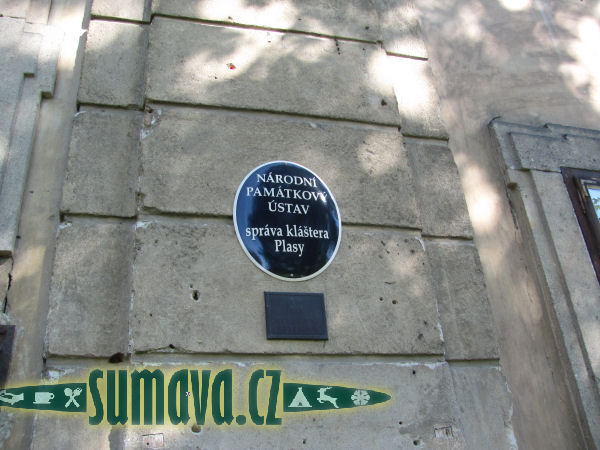 NÁRODNÍ
PAMÁTKOVÝ
ÚSTAV
správa kláštera
Plasy
sumava.cz